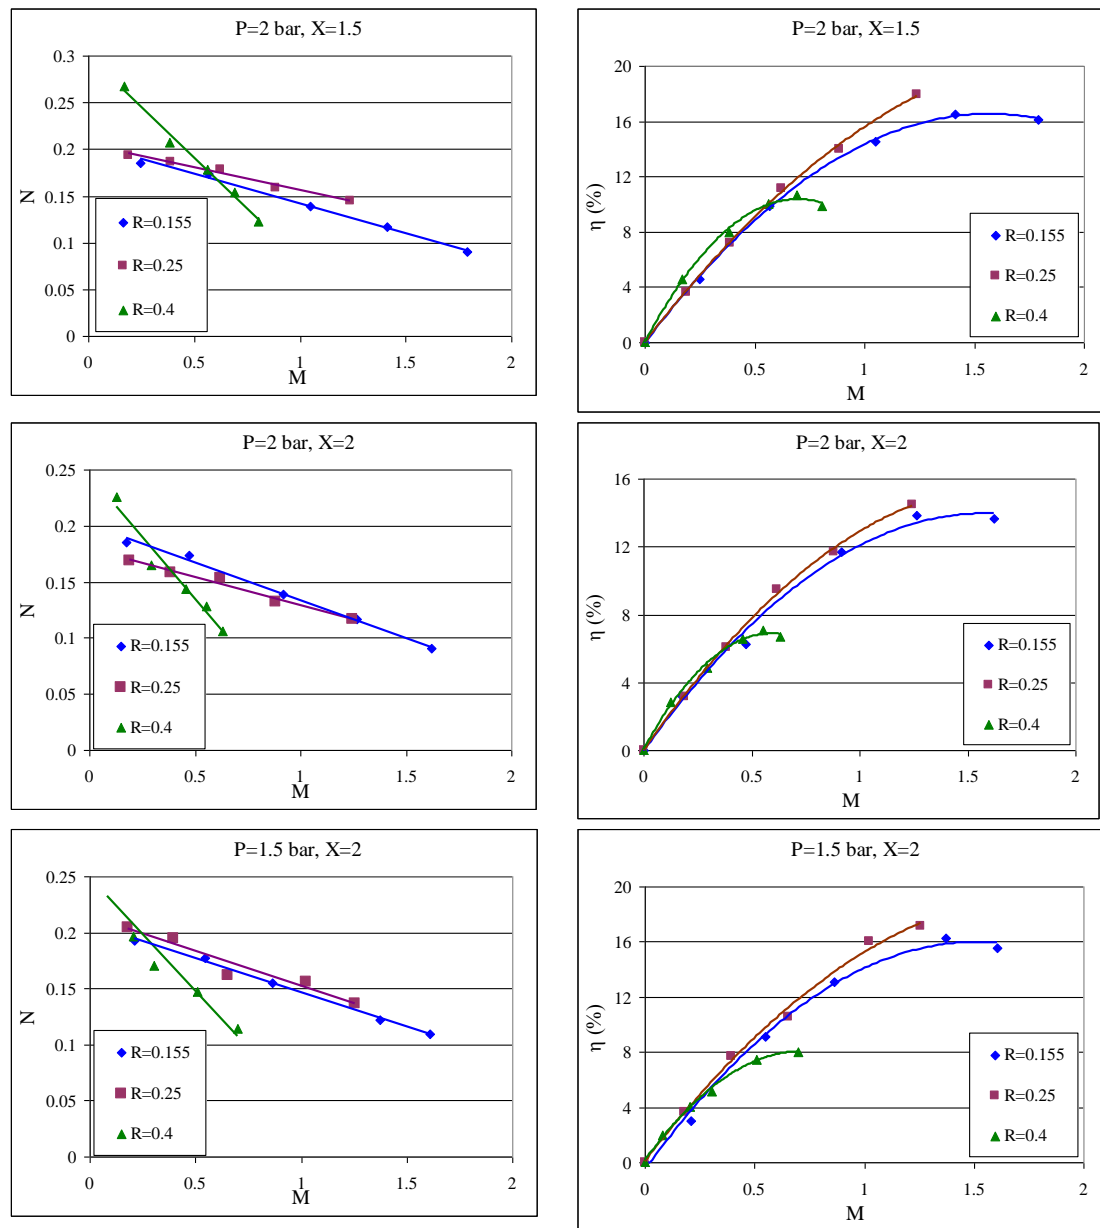 P=2 bar, X=1.5
0.3
0.25
0.2
0.15
0.1
0.05
0
N
R=0.155
R=0.25
R=0.4
0 0.5 1 1.5 2
M
P=2 bar, X=1.5
20
16
12
8
4
0
η (%)
R=0.155
R=0.25
R=0.4
0 0.5 1 1.5 2
M
P=2 bar, X=2
0.25
0.2
0.15
0.1
0.05
0
N
R=0.155
R=0.25
R=0.4
0 0.5 1 1.5 2
M
P=2 bar, X=2
16
12
8
4
0
η (%)
R=0.155
R=0.25
R=0.4
0 0.5 1 1.5 2
M
P=1.5 bar, X=2
0.25
0.2
0.15
0.1
0.05
0
N
R=0.155
R=0.25
R=0.4
0 0.5 1 1.5 2
M
P=1.5 bar, X=2
20
16
12
8
4
0
η (%)
R=0.155
R=0.25
R=0.4
0 0.5 1 1.5 2
M